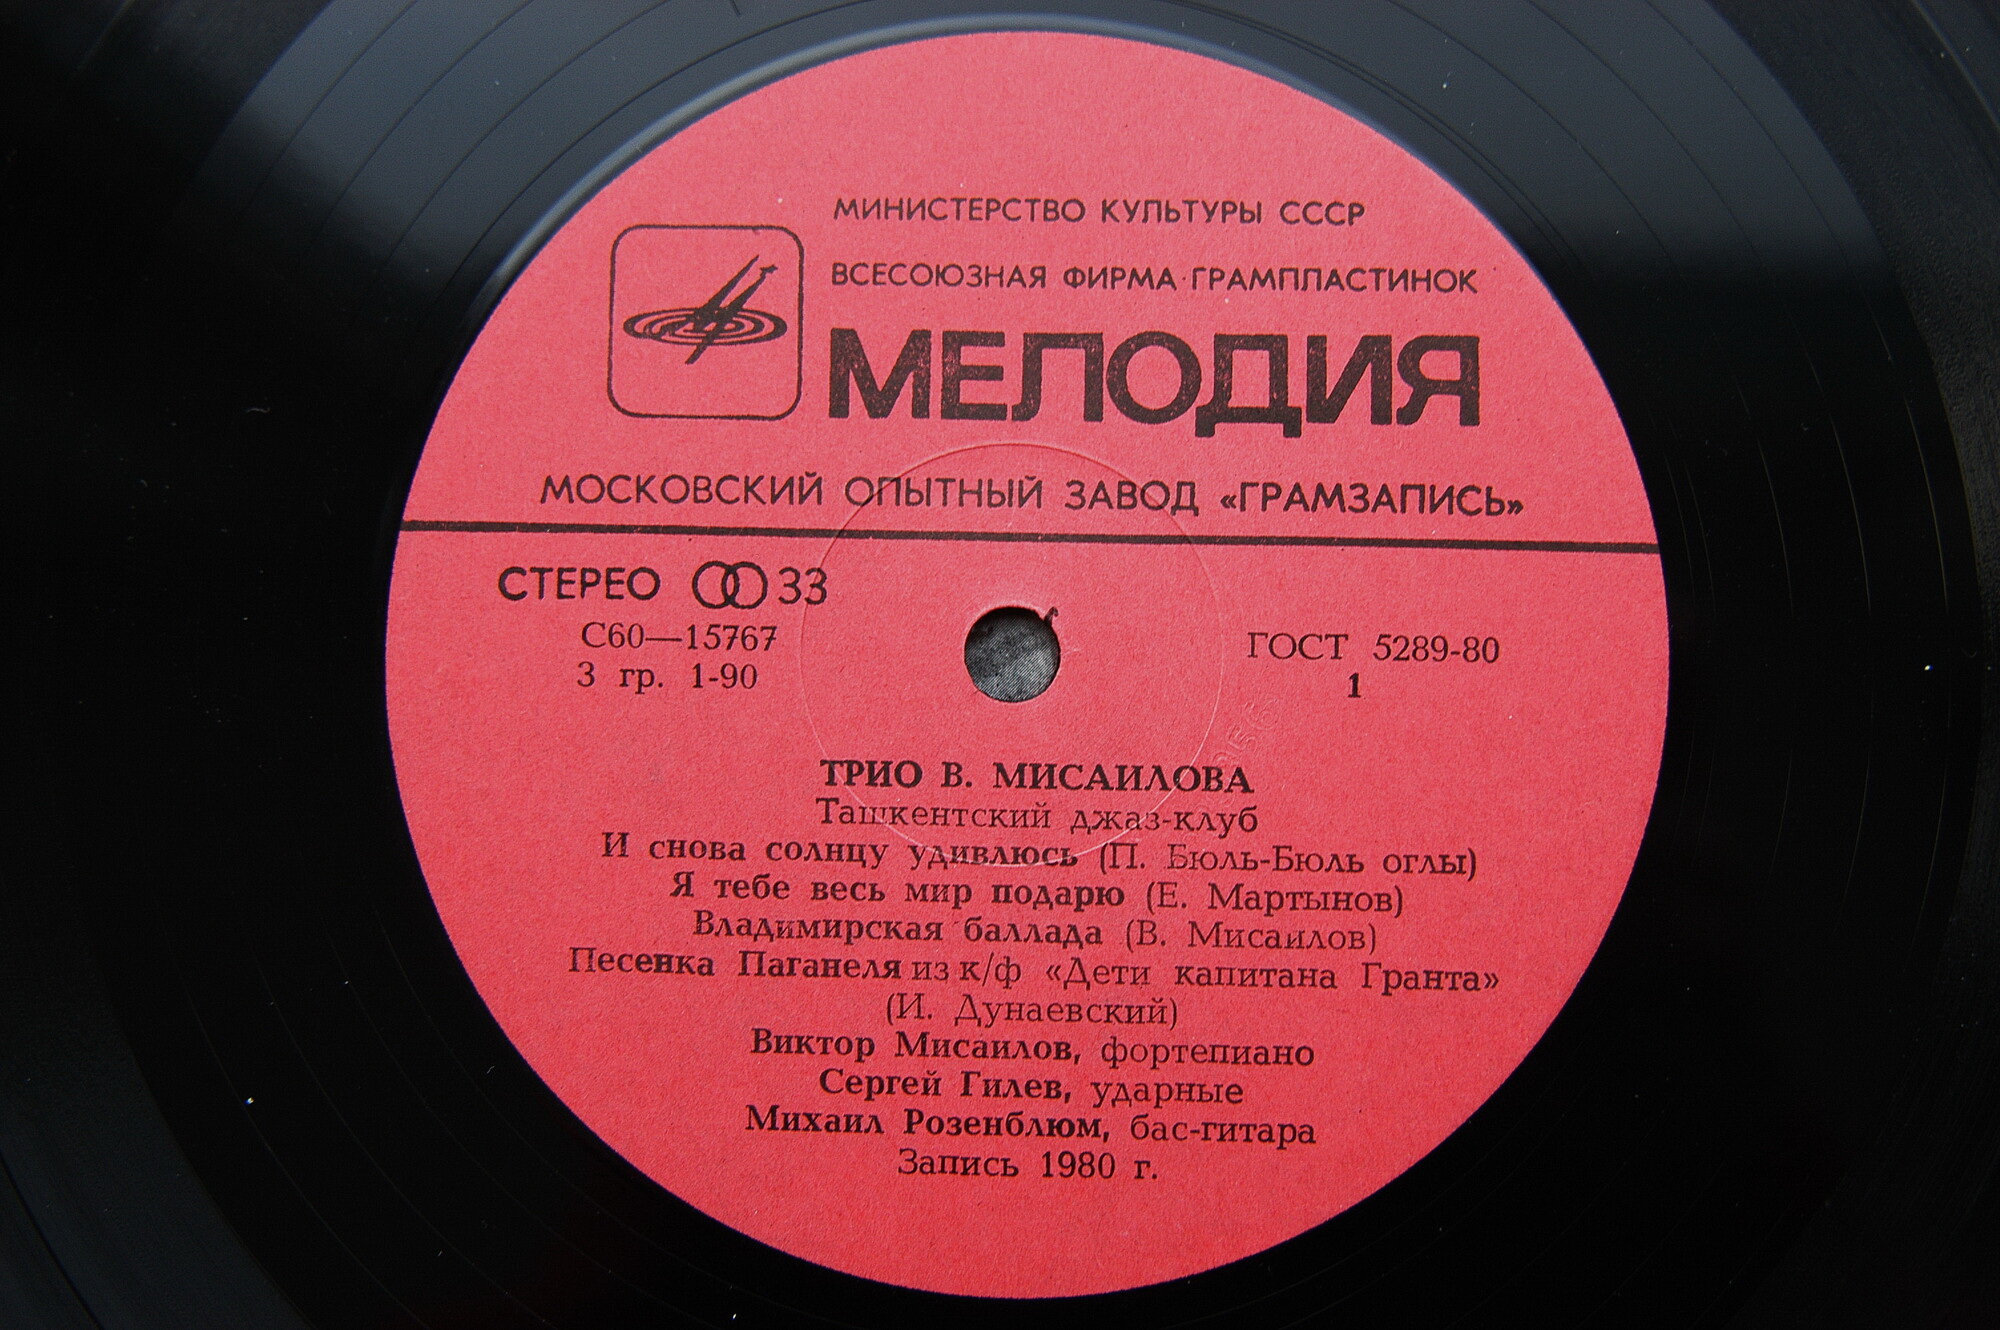 МИНИСТЕРСТВО КУЛЬТУРЫ СССР
ВСЕСОЮЗНАЯ ФИРМА ГРАМПЛАСТИНОК
МЕЛОДИЯ
МОСКОВСКИЙ ОПЫТНЫЙ ЗАВОД «ГРАМЗАПИСЬ»
СТЕРЕО 33
С60—15767
3 гр. 1-90
ГОСТ 5289-80
1
ТРИО В. МИСАИЛОВА
Ташкентский джаз-клуб
И снова солнцу удивлюсь (П. Бюль-Бюль оглы)
Я тебе весь мир подарю (Е. Мартынов)
Владимирская баллада (В. Мисаилов)
Песенка Паганеля из к/ф «Дети капитана Гранта»
(И. Дунаевский)
Виктор Мисаилов, фортепиано
Сергей Гилев, ударные
Михаил Розенблюм, бас-гитара
Запись 1980 г.